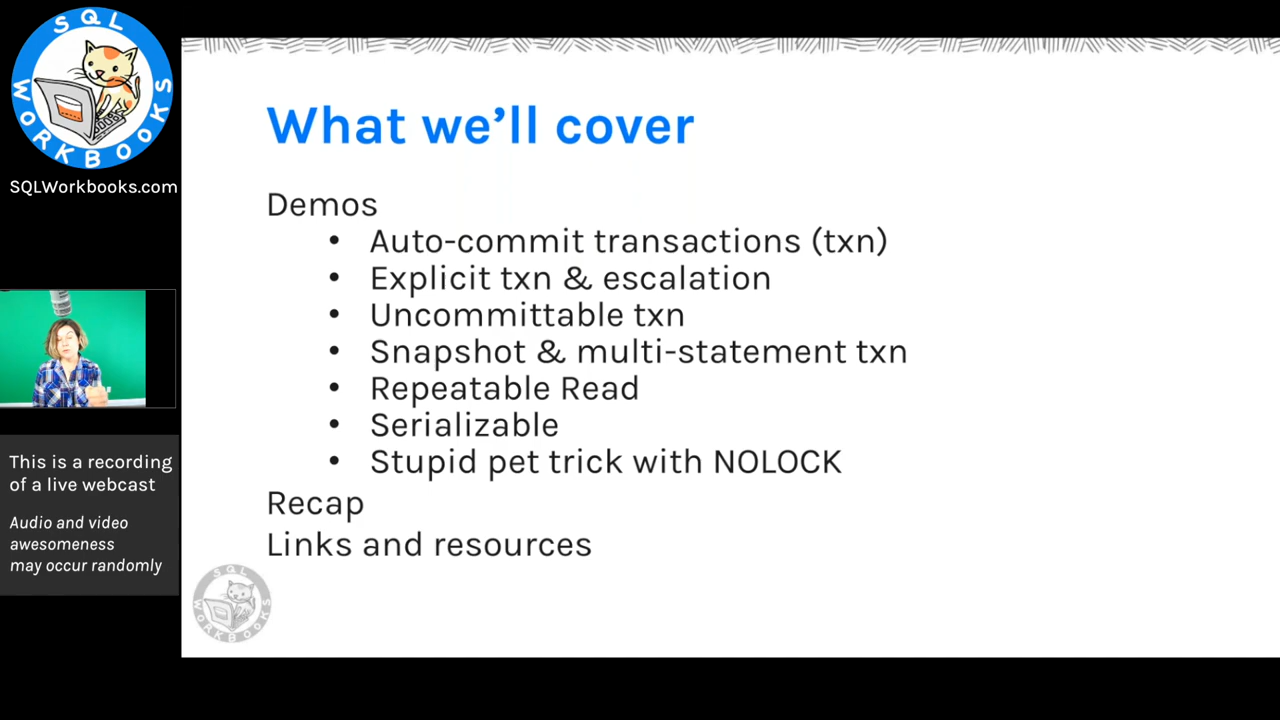 SQL
WORKBOOKS
SQLWorkbooks.com
What we'll cover
Demos
• Auto-commit transactions (txn)
• Explicit txn & escalation
• Uncommittable txn
• Snapshot & multi-statement txn
• Repeatable Read
• Serializable
• Stupid pet trick with NOLOCK
Recap
Links and resources
This is a recording
of a live webcast
Audio and video
awesomeness
may occur randomly
SQL
WORKBOOKS